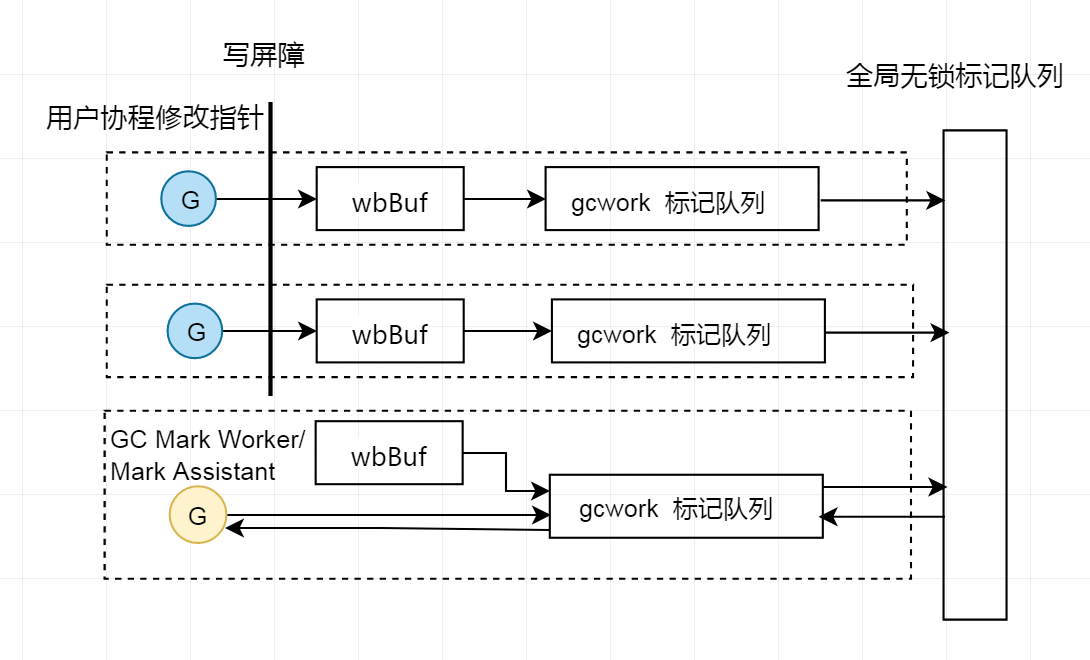 写屏障
全局无锁标记队列
用户协程修改指针
G
wbBuf
gcwork 标记队列
G
wbBuf
gcwork 标记队列
GC Mark Worker/
Mark Assistant
wbBuf
G
gcwork 标记队列